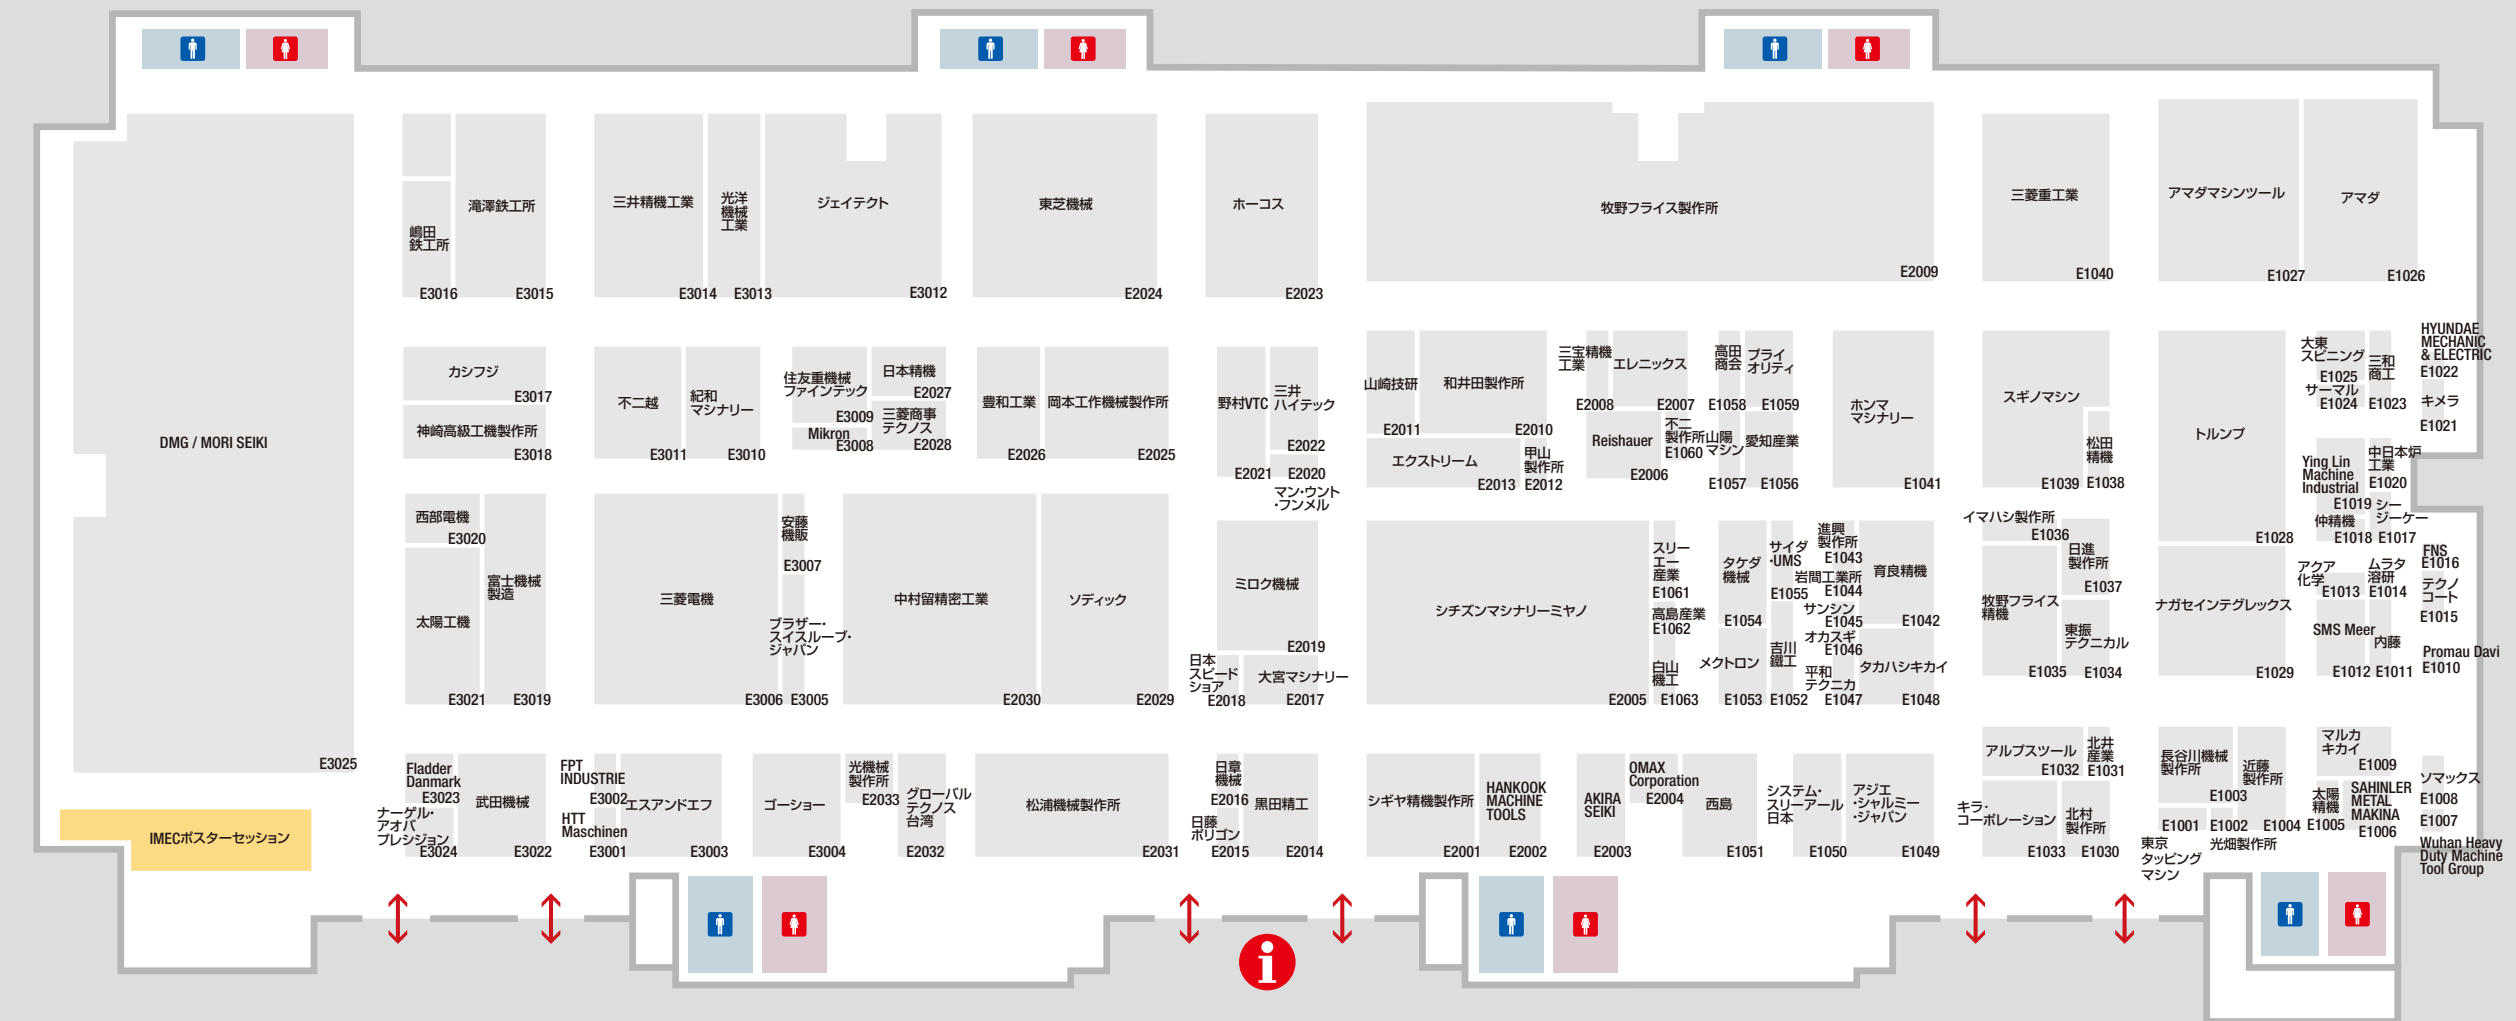 嶋田
鉄工所
E3016
滝澤鉄工所
E3015
三井精機工業
E3014
光洋
機械
工業
E3013
ジェイテクト
E3012
東芝機械
E2024
ホーコス
E2023
牧野フライス製作所
E2009
三菱重工業
E1040
アマダマシンツール
E1027
アマダ
E1026
DMG / MORI SEIKI
E3025
カシフジ
E3017
神崎高級工機製作所
E3018
不二越
E3011
紀和
マシナリー
E3010
住友重機械
ファインテック
E3009
Mikron
E3008
日本精機
E2027
三菱商事
テクノス
E2028
豊和工業
E2026
岡本工作機械製作所
E2025
野村VTC
E2021
三井
ハイテック
E2022
E2020
マン・ウント
・フンメル
山崎技研
E2011
和井田製作所
E2010
エクストリーム
E2013
甲山
製作所
E2012
三宝精機
工業
E2008
エレニックス
E2007
Reishauer
E2006
不二
製作所
E1060
高田
商会
E1058
プライ
オリティ
E1059
山陽
マシン
E1057
愛知産業
E1056
ホンマ
マシナリー
E1041
スギノマシン
E1039
松田
精機
E1038
トルンプ
E1028
大東
スピニング
E1025
サーマル
E1024
三和
商工
E1023
HYUNDAE
MECHANIC
& ELECTRIC
E1022
キメラ
E1021
Ying Lin
Machine
Industrial
E1019
中日本炉
工業
E1020
仲精機
E1018
シー
ジーケー
E1017
西部電機
E3020
太陽工機
E3021
富士機械
製造
E3019
三菱電機
E3006
安藤
機販
E3007
ブラザー・
スイスルーブ・
ジャパン
E3005
中村留精密工業
E2030
ソディック
E2029
ミロク機械
E2019
日本
スピード
ショア
E2018
大宮マシナリー
E2017
シチズンマシナリーミヤノ
E2005
スリー
エー
産業
E1061
高島産業
E1062
白山
機工
E1063
タケダ
機械
E1054
メクトロン
E1053
サイダ
・UMS
E1055
吉川
鐵工
E1052
進興
製作所
E1043
岩間工業所
E1044
サンシン
E1045
オカスギ
E1046
平和
テクニカ
E1047
育良精機
E1042
タカハシキカイ
E1048
イマハシ製作所
E1036
日進
製作所
E1037
牧野フライス
精機
E1035
東振
テクニカル
E1034
ナガセインテグレックス
E1029
アクア
化学
E1013
ムラタ
溶研
E1014
SMS Meer
E1012
内藤
E1011
FNS
E1016
テクノ
コート
E1015
Promau Davi
E1010
Fladder
Danmark
E3023
ナーゲル・
アオバ
プレシジョン
E3024
武田機械
E3022
FPT
INDUSTRIE
E3002
HTT
Maschinen
E3001
エスアンドエフ
E3003
ゴーショー
E3004
光機械
製作所
E2033
グローバル
テクノス
台湾
E2032
松浦機械製作所
E2031
日章
機械
E2016
日藤
ポリゴン
E2015
黒田精工
E2014
シギヤ精機製作所
E2001
HANKOOK
MACHINE
TOOLS
E2002
AKIRA
SEIKI
E2003
OMAX
Corporation
E2004
西島
E1051
システム・
スリーアール
日本
E1050
アジエ
・シャルミー
・ジャパン
E1049
アルプスツール
E1032
北井
産業
E1031
キラ・
コーポレーション
E1033
北村
製作所
E1030
長谷川機械
製作所
E1003
近藤
製作所
E1004
E1001
東京
タッピング
マシン
E1002
光畑製作所
マルカ
キカイ
E1009
太陽
精機
E1005
SAHINLER
METAL
MAKINA
E1006
ソマックス
E1008
E1007
Wuhan Heavy
Duty Machine
Tool Group
IMECポスターセッション
i